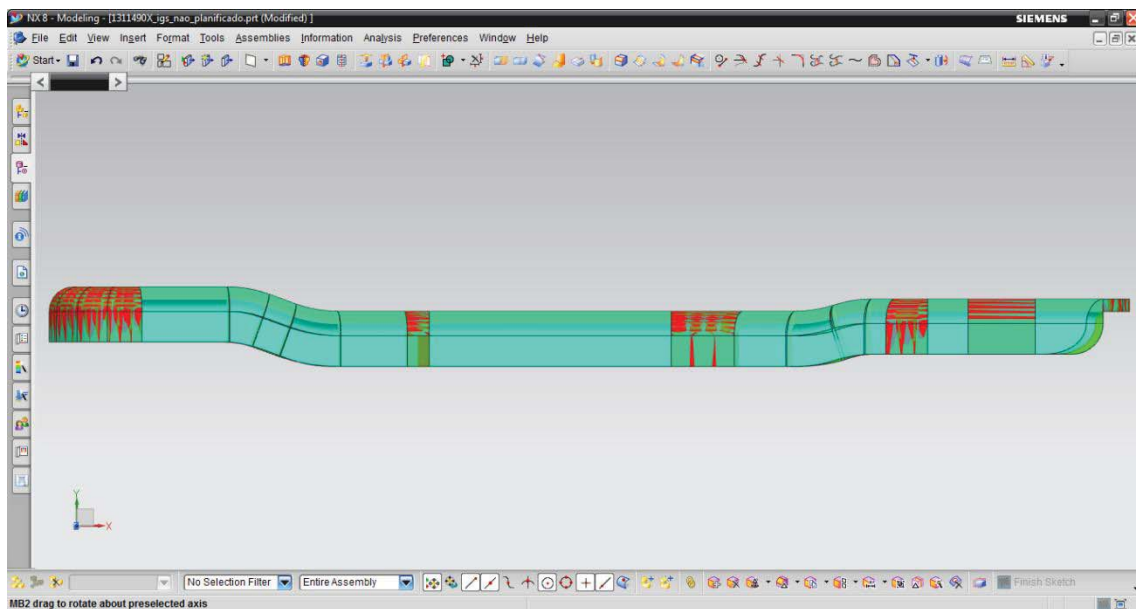 NX 8 - Modeling - [1311490X_igs_nao_planificado.prt (Modified) ]
SIEMENS
File Edit View Insert Format Tools Assemblies Information Analysis Preferences Window Help
Start
Y
X
No Selection Filter
Entire Assembly
Finish Sketch
MB2 drag to rotate about preselected axis